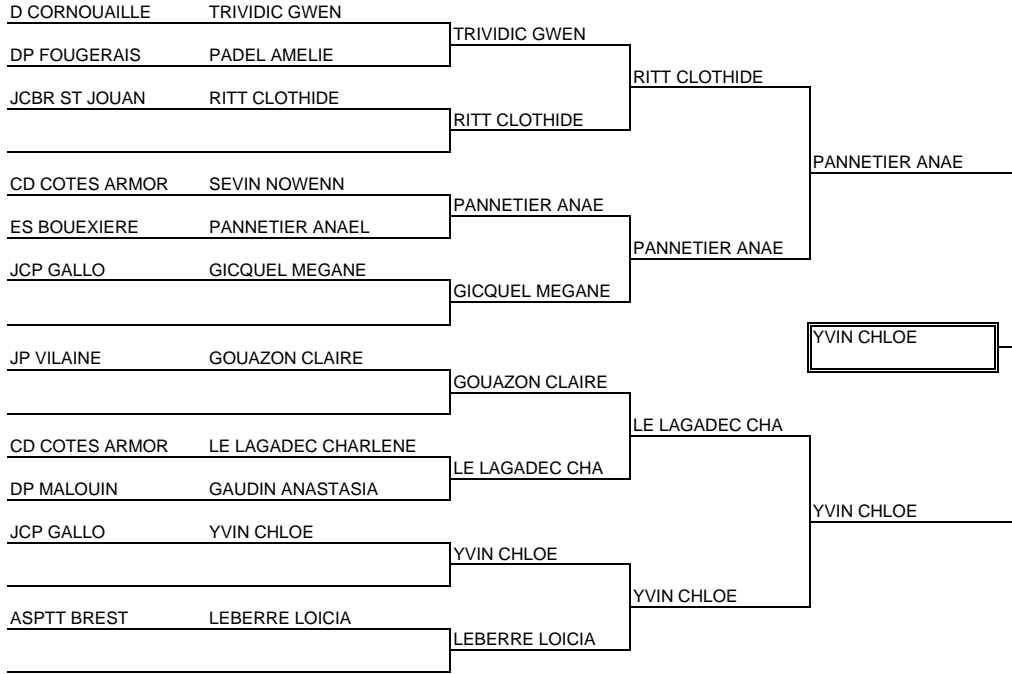 D CORNOUAILLE TRIVIDIC GWEN
TRIVIDIC GWEN
DP FOUGERAIS PADEL AMELIE
RITT CLOTHIDE
JCBR ST JOUAN RITT CLOTHIDE
RITT CLOTHIDE
PANNETIER ANAE
CD COTES ARMOR SEVIN NOWENN
PANNETIER ANAE
ES BOUEXIERE PANNETIER ANAEL
PANNETIER ANAE
JCP GALLO GICQUEL MEGANE
GICQUEL MEGANE
YVIN CHLOE
JP VILAINE GOUAZON CLAIRE
GOUAZON CLAIRE
LE LAGADEC CHA
CD COTES ARMOR LE LAGADEC CHARLENE
LE LAGADEC CHA
DP MALOUIN GAUDIN ANASTASIA
YVIN CHLOE
JCP GALLO YVIN CHLOE
YVIN CHLOE
YVIN CHLOE
ASPTT BREST LEBERRE LOICIA
LEBERRE LOICIA